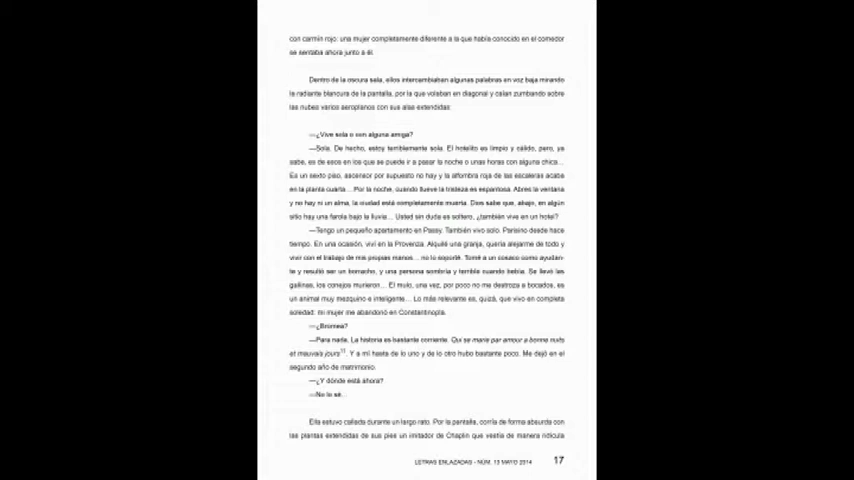 con carmín rojo: una mujer completamente diferente a la que había conocido en el comedor
se sentaba ahora junto a él.
Dentro de la oscura sala, ellos intercambiaban algunas palabras en voz baja mirando
la radiante blancura de la pantalla, por la que volaban en diagonal y caían zumbando sobre
las nubes varios aeroplanos con sus alas extendidas:
—¿Vive sola o con alguna amiga?
—Sola. De hecho, estoy terriblemente sola. El hotelito es limpio y cálido, pero, ya
sabe, es de esos en los que se puede ir a pasar la noche o unas horas con alguna chica...
Es un sexto piso, ascensor por supuesto no hay y la alfombra roja de las escaleras acaba
en la planta cuarta... Por la noche, cuando llueve la tristeza es espantosa. Abres la ventana
y no hay ni un alma, la ciudad está completamente muerta. Dios sabe que, abajo, en algún
sitio hay una farola bajo la lluvia... Usted sin duda es soltero, ¿también vive en un hotel?
—Tengo un pequeño apartamento en Passy. También vivo solo. Parisino desde hace
tiempo. En una ocasión, viví en la Provenza. Alquilé una granja, quería alejarme de todo y
vivir con el trabajo de mis propias manos... no lo soporté. Tomé a un cosaco como ayudan-
te y resultó ser un borracho, y una persona sombría y terrible cuando bebía. Se llevó las
gallinas, los conejos murieron... El mulo, una vez, por poco no me destroza a bocados, es
un animal muy mezquino e inteligente... Lo más relevante es, quizá, que vivo en completa
soledad: mi mujer me abandonó en Constantinopla.
—¿Bromea?
—Para nada. La historia es bastante corriente. Qui se marie par amour a bonne nuits
et mauvais jours11. Y a mí hasta de lo uno y de lo otro hubo bastante poco. Me dejó en el
segundo año de matrimonio.
—¿Y dónde está ahora?
—No lo sé...
Ella estuvo callada durante un largo rato. Por la pantalla, corría de forma absurda con
las plantas extendidas de sus pies un imitador de Chaplin que vestía de manera ridícula
LETRAS ENLAZADAS - NÚM. 13 MAYO 2014 17